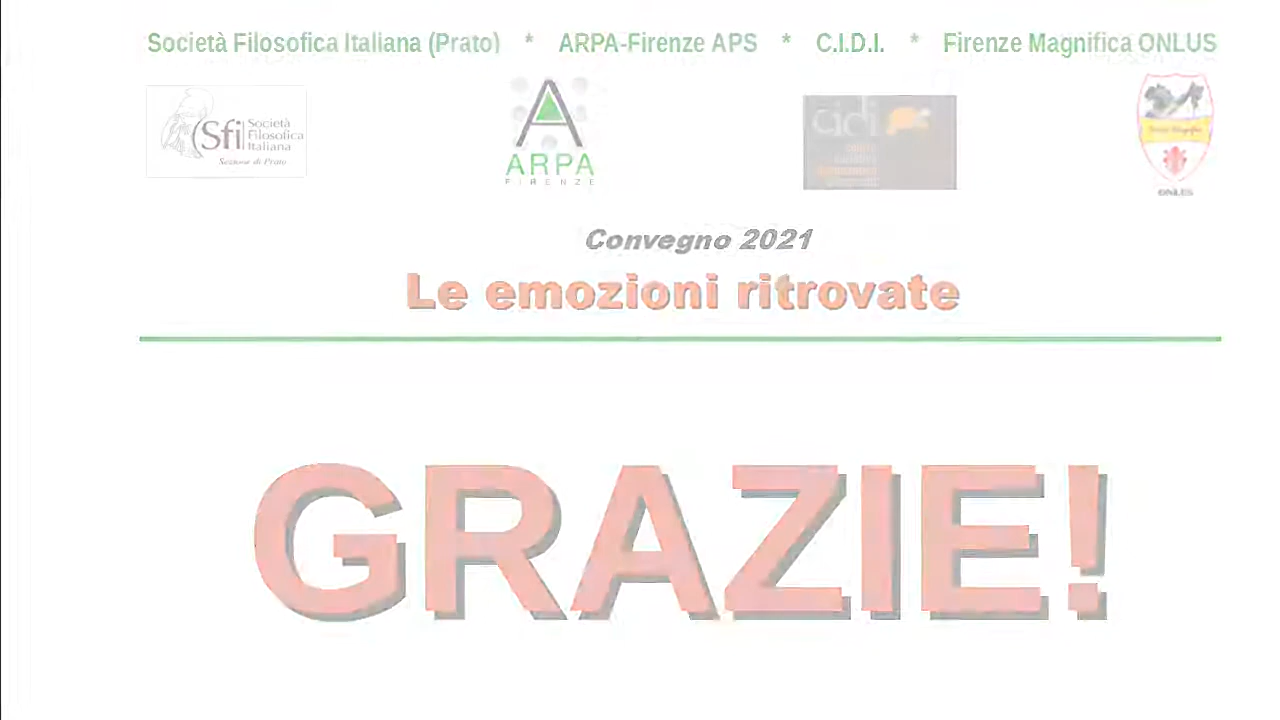 Società Filosofica Italiana (Prato) * ARPA-Firenze APS * C.I.D.I. * Firenze Magnifica ONLUS
Sfi Società
Filosofica
Italiana
Sezione di Prato
A
ARPA
FIRENZE
cidi
ONLUS
Convegno 2021
Le emozioni ritrovate
GRAZIE!